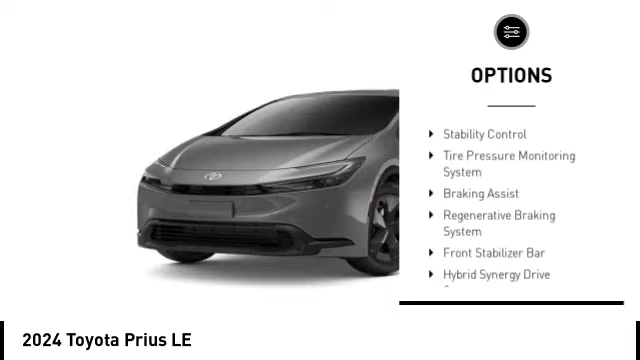 OPTIONS
Stability Control
Tire Pressure Monitoring
System
Braking Assist
Regenerative Braking
System
Front Stabilizer Bar
Hybrid Synergy Drive
2024 Toyota Prius LE